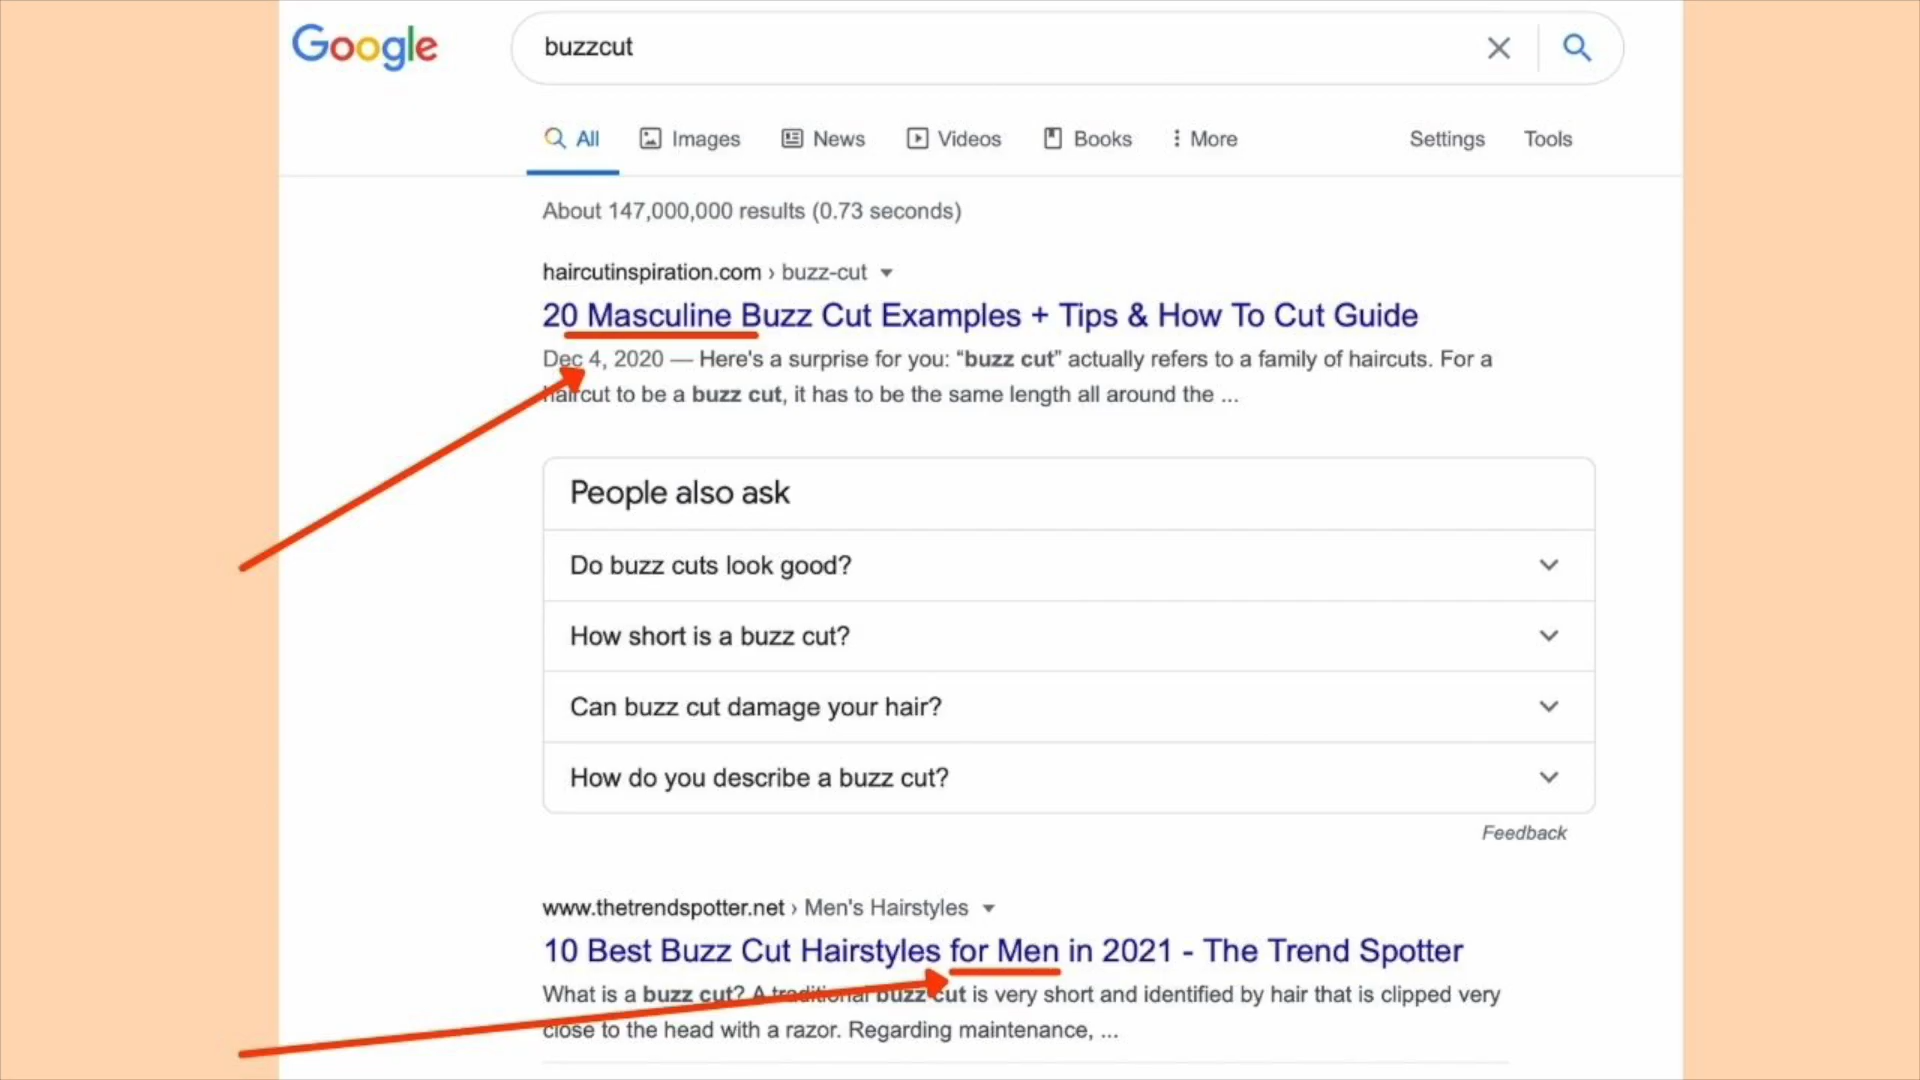 Google
buzzcut
All Images News Videos Books More Settings Tools
About 147,000,000 results (0.73 seconds)
haircutinspiration.com › buzz-cut
20 Masculine Buzz Cut Examples + Tips & How To Cut Guide
Dec 4, 2020 — Here's a surprise for you: “buzz cut” actually refers to a family of haircuts. For a
haircut to be a buzz cut, it has to be the same length all around the ...
People also ask
Do buzz cuts look good?
How short is a buzz cut?
Can buzz cut damage your hair?
How do you describe a buzz cut?
Feedback
www.thetrendspotter.net › Men's Hairstyles
10 Best Buzz Cut Hairstyles for Men in 2021 - The Trend Spotter
What is a buzz cut? A traditional buzz cut is very short and identified by hair that is clipped very
close to the head with a razor. Regarding maintenance, ...